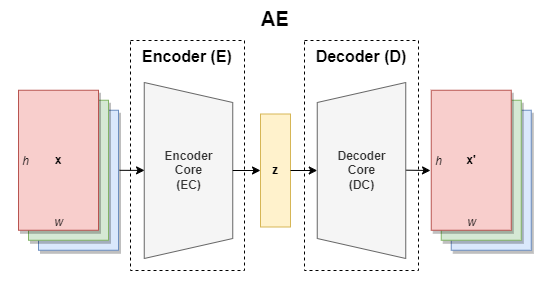 AE
Encoder (E)
Decoder (D)
h
x
w
Encoder
Core
(EC)
z
Decoder
Core
(DC)
h
x'
w